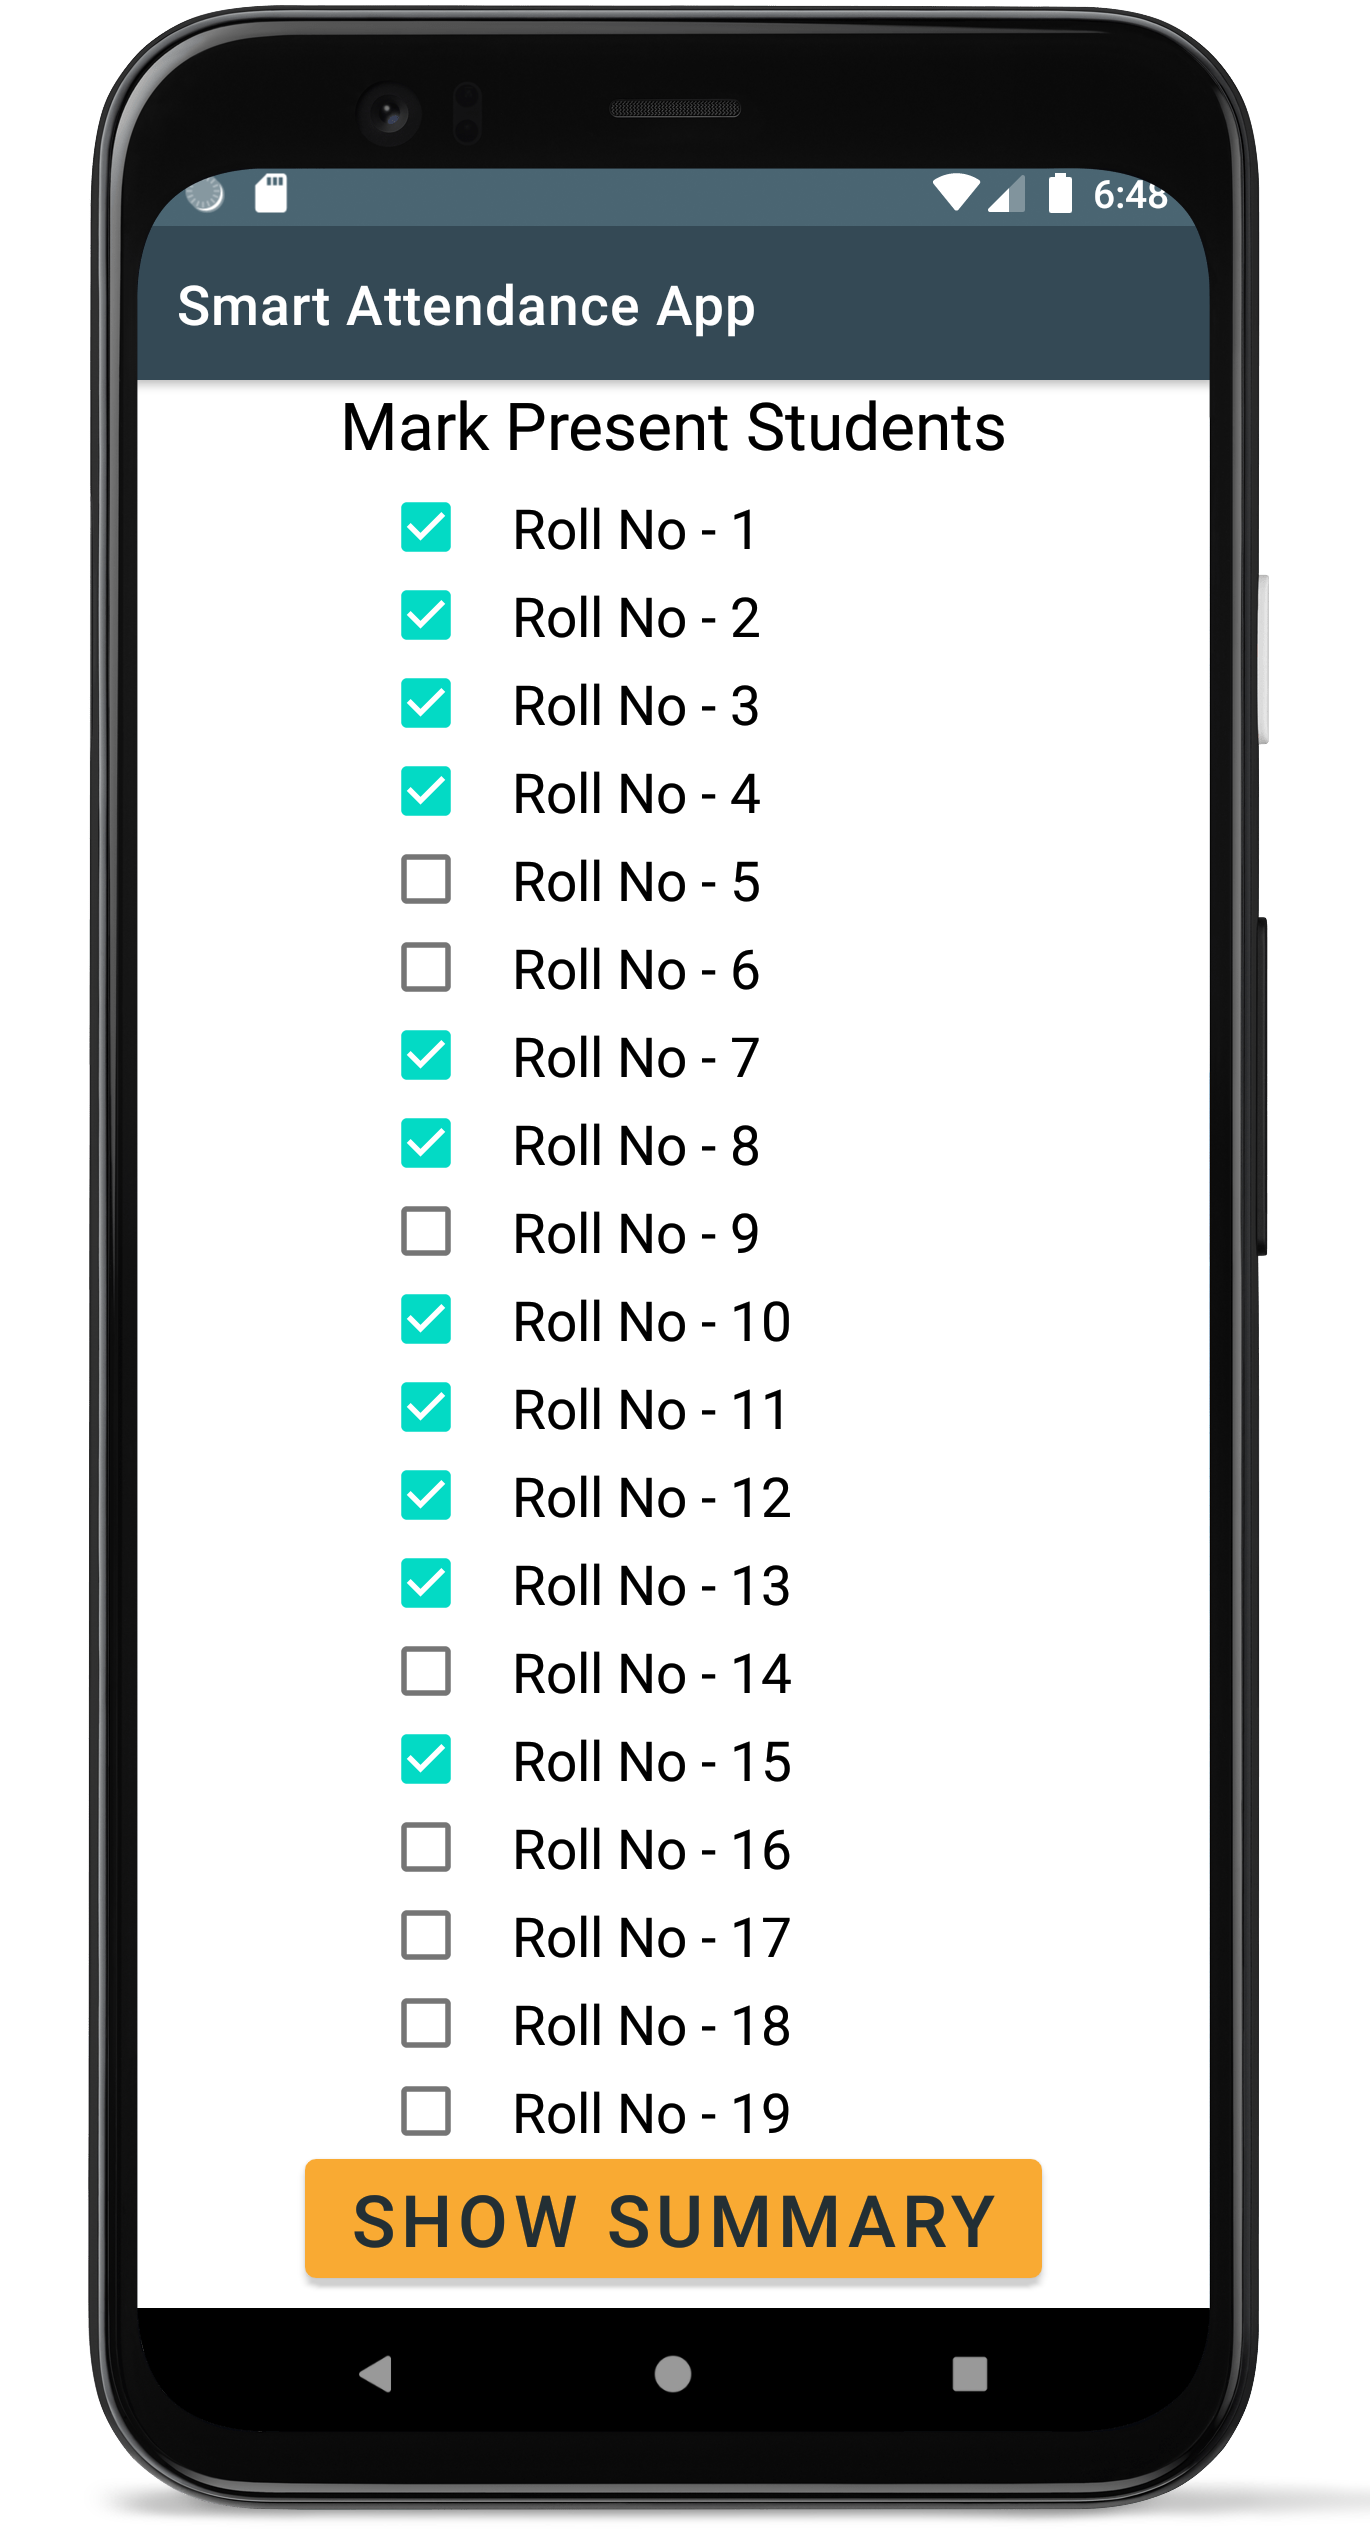 6:48
Smart Attendance App
Mark Present Students
Roll No - 1
Roll No - 2
Roll No - 3
Roll No - 4
Roll No - 5
Roll No - 6
Roll No - 7
Roll No - 8
Roll No - 9
Roll No - 10
Roll No - 11
Roll No - 12
Roll No - 13
Roll No - 14
Roll No - 15
Roll No - 16
Roll No - 17
Roll No - 18
Roll No - 19
SHOW SUMMARY